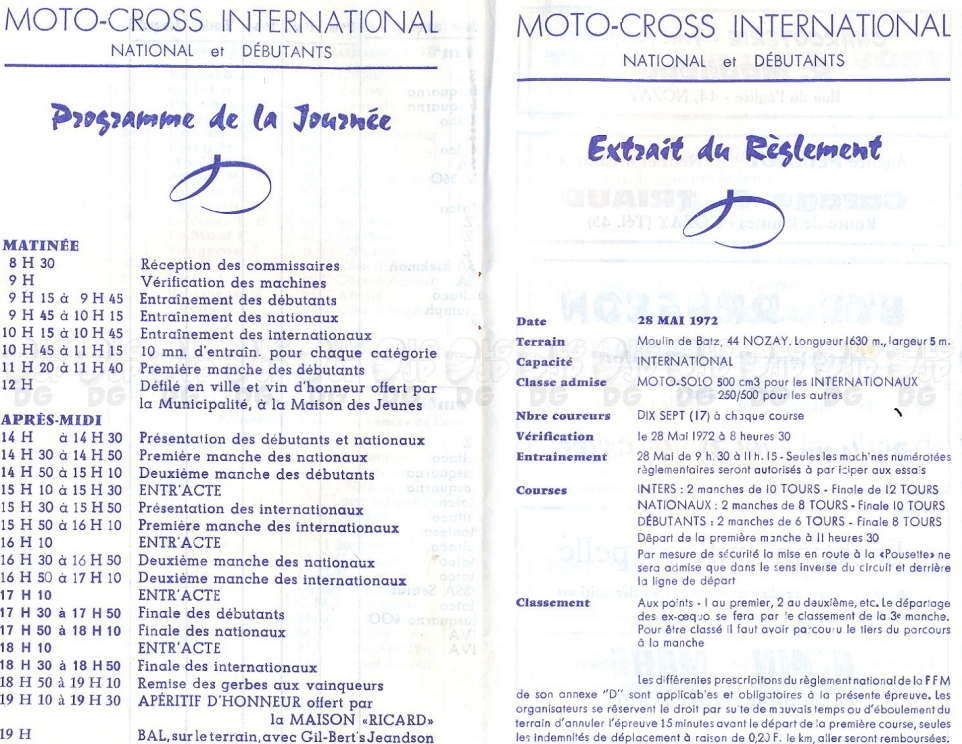 MOTO-CROSS INTERNATIONAL
NATIONAL et DÉBUTANTS
Programme de la Journée
MATINÉE
8 H 30 Réception des commissaires
9 H Vérification des machines
9 H 15 à 9 H 45 Entraînement des débutants
9 H 45 à 10 H 15 Entraînement des nationaux
10 H 15 à 10 H 45 Entraînement des internationaux
10 H 45 à 11 H 15 10 mn. d'entraîn. pour chaque catégorie
11 H 20 à 11 H 40 Première manche des débutants
12 H Défilé en ville et vin d'honneur offert par
la Municipalité, à la Maison des Jeunes
APRÈS-MIDI
14 H à 14 H 30 Présentation des débutants et nationaux
14 H 30 à 14 H 50 Première manche des nationaux
14 H 50 à 15 H 10 Deuxième manche des débutants
15 H 10 à 15 H 30 ENTR'ACTE
15 H 30 à 15 H 50 Présentation des internationaux
15 H 50 à 16 H 10 Première manche des internationaux
16 H 10 ENTR'ACTE
16 H 30 à 16 H 50 Deuxième manche des nationaux
16 H 50 à 17 H 10 Deuxième manche des internationaux
17 H 10 ENTR'ACTE
17 H 30 à 17 H 50 Finale des débutants
17 H 50 à 18 H 10 Finale des nationaux
18 H 10 ENTR'ACTE
18 H 30 à 18 H 50 Finale des internationaux
18 H 50 à 19 H 10 Remise des gerbes aux vainqueurs
19 H 10 à 19 H 30 APÉRITIF D'HONNEUR offert par
la MAISON «RICARD»
19 H BAL, sur le terrain, avec Gil-Bert's Jeandson
MOTO-CROSS INTERNATIONAL
NATIONAL et DÉBUTANTS
Extrait du Règlement
Date 28 MAI 1972
Terrain Moulin de Batz, 44 NOZAY. Longueur 1630 m., largeur 5 m.
Capacité INTERNATIONAL
Classe admise MOTO-SOLO 500 cm3 pour les INTERNATIONAUX
250/500 pour les autres
Nbre coureurs DIX SEPT (17) à chaque course
Vérification le 28 Mai 1972 à 8 heures 30
Entraînement 28 Mai de 9 h. 30 à 11 h. 15 - Seules les machines numérotées
règlementaires seront autorisés à participer aux essais
Courses INTERS : 2 manches de 10 TOURS - Finale de 12 TOURS
NATIONAUX : 2 manches de 8 TOURS - Finale 10 TOURS
DÉBUTANTS : 2 manches de 6 TOURS - Finale 8 TOURS
Départ de la première manche à 11 heures 30
Par mesure de sécurité la mise en route à la «Pousette» ne
sera admise que dans le sens inverse du circuit et derrière
la ligne de départ
Classement Aux points - 1 au premier, 2 au deuxième, etc. Le départage
des ex-æquo se fera par le classement de la 3e manche.
Pour être classé il faut avoir parcouru le tiers du parcours
à la manche
Les différentes prescripitons du règlement national de la F F M
de son annexe "D" sont applicables et obligatoires à la présente épreuve. Les
organisateurs se réservent le droit par suite de mauvais temps ou d'éboulement du
terrain d'annuler l'épreuve 15 minutes avant le départ de la première course, seules
les indemnités de déplacement à raison de 0,20 F. le km, aller seront remboursées.